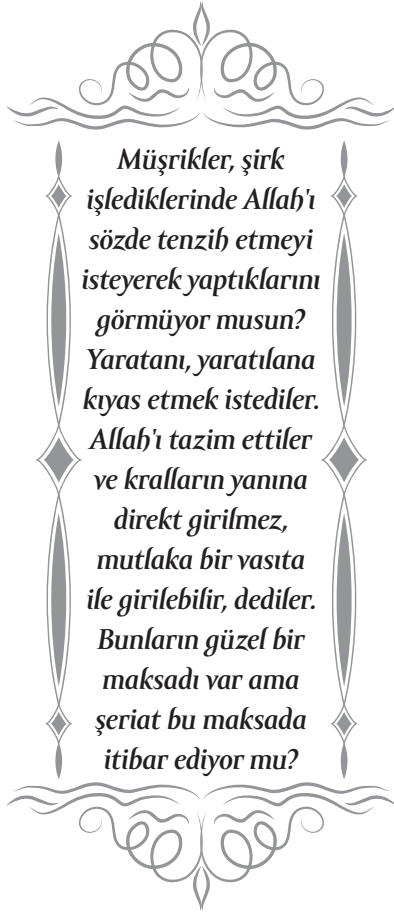 Müşrikler, şirk
işlediklerinde Allah'ı
sözde tenzih etmeyi
isteyerek yaptıklarını
görmüyor musun?
Yaratanı, yaratılana
kıyas etmek istediler.
Allah'ı tazim ettiler
ve kralların yanına
direkt girilmez,
mutlaka bir vasıta
ile girilebilir, dediler.
Bunların güzel bir
maksadı var ama
şeriat bu maksada
itibar ediyor mu?